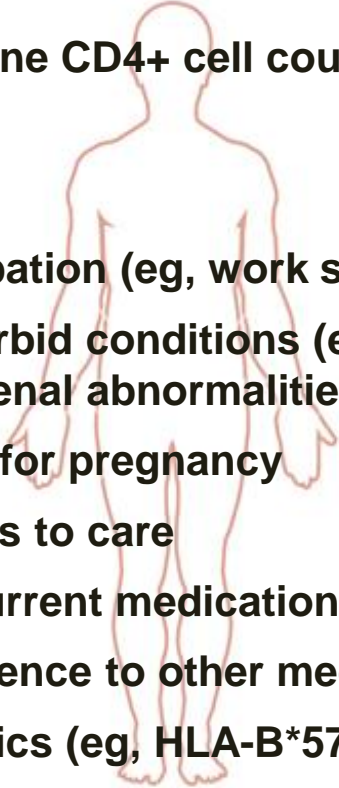 ne CD4+ cell cou
pation (eg, work s
rbid conditions (e
enal abnormalitie
for pregnancy
s to care
urrent medication
ence to other me
ics (eg, HLA-B*57